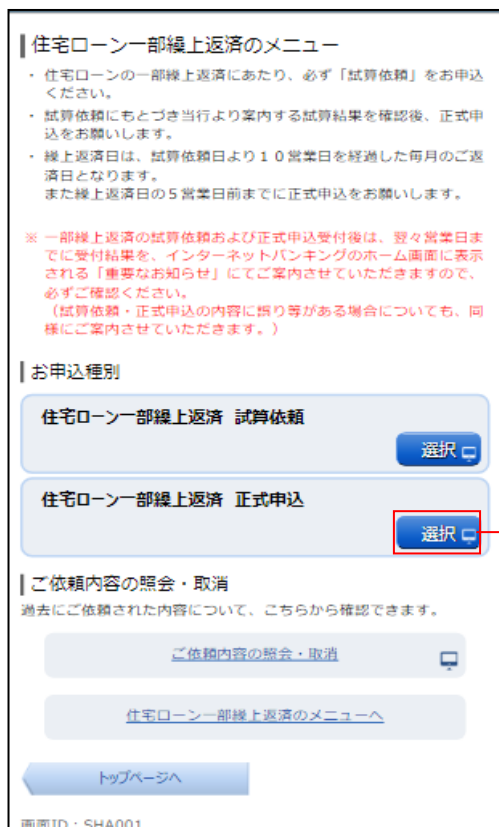 住宅ローン一部繰上返済のメニュー
・ 住宅ローンの一部繰上返済にあたり、必ず「試算依頼」をお申込
ください。
・ 試算依頼にもとづき当行より案内する試算結果を確認後、正式申
込をお願いします。
・ 繰上返済日は、試算依頼日より１０営業日を経過した毎月のご返
済日となります。
また繰上返済日の５営業日前までに正式申込をお願いします。
※ 一部繰上返済の試算依頼および正式申込受付後は、翌々営業日ま
でに受付結果を、インターネットバンキングのホーム画面に表示
される「重要なお知らせ」にてご案内させていただきますので、
必ずご確認ください。
（試算依頼・正式申込の内容に誤り等がある場合についても、同
様にご案内させていただきます。）
お申込種別
住宅ローン一部繰上返済 試算依頼
選択
住宅ローン一部繰上返済 正式申込
選択
ご依頼内容の照会・取消
過去にご依頼された内容について、こちらから確認できます。
ご依頼内容の照会・取消
住宅ローン一部繰上返済のメニューへ
トップページへ
画面ID：SHA001